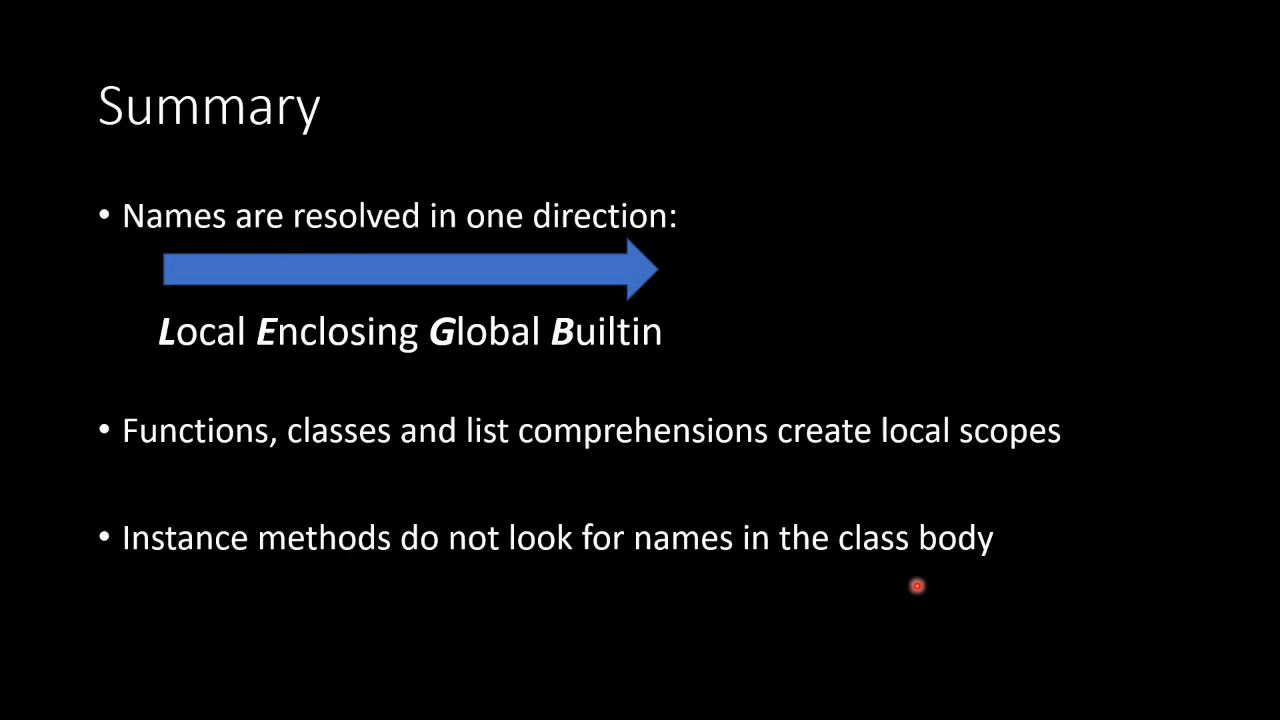 Summary
• Names are resolved in one direction:
Local Enclosing Global Builtin
• Functions, classes and list comprehensions create local scopes
• Instance methods do not look for names in the class body